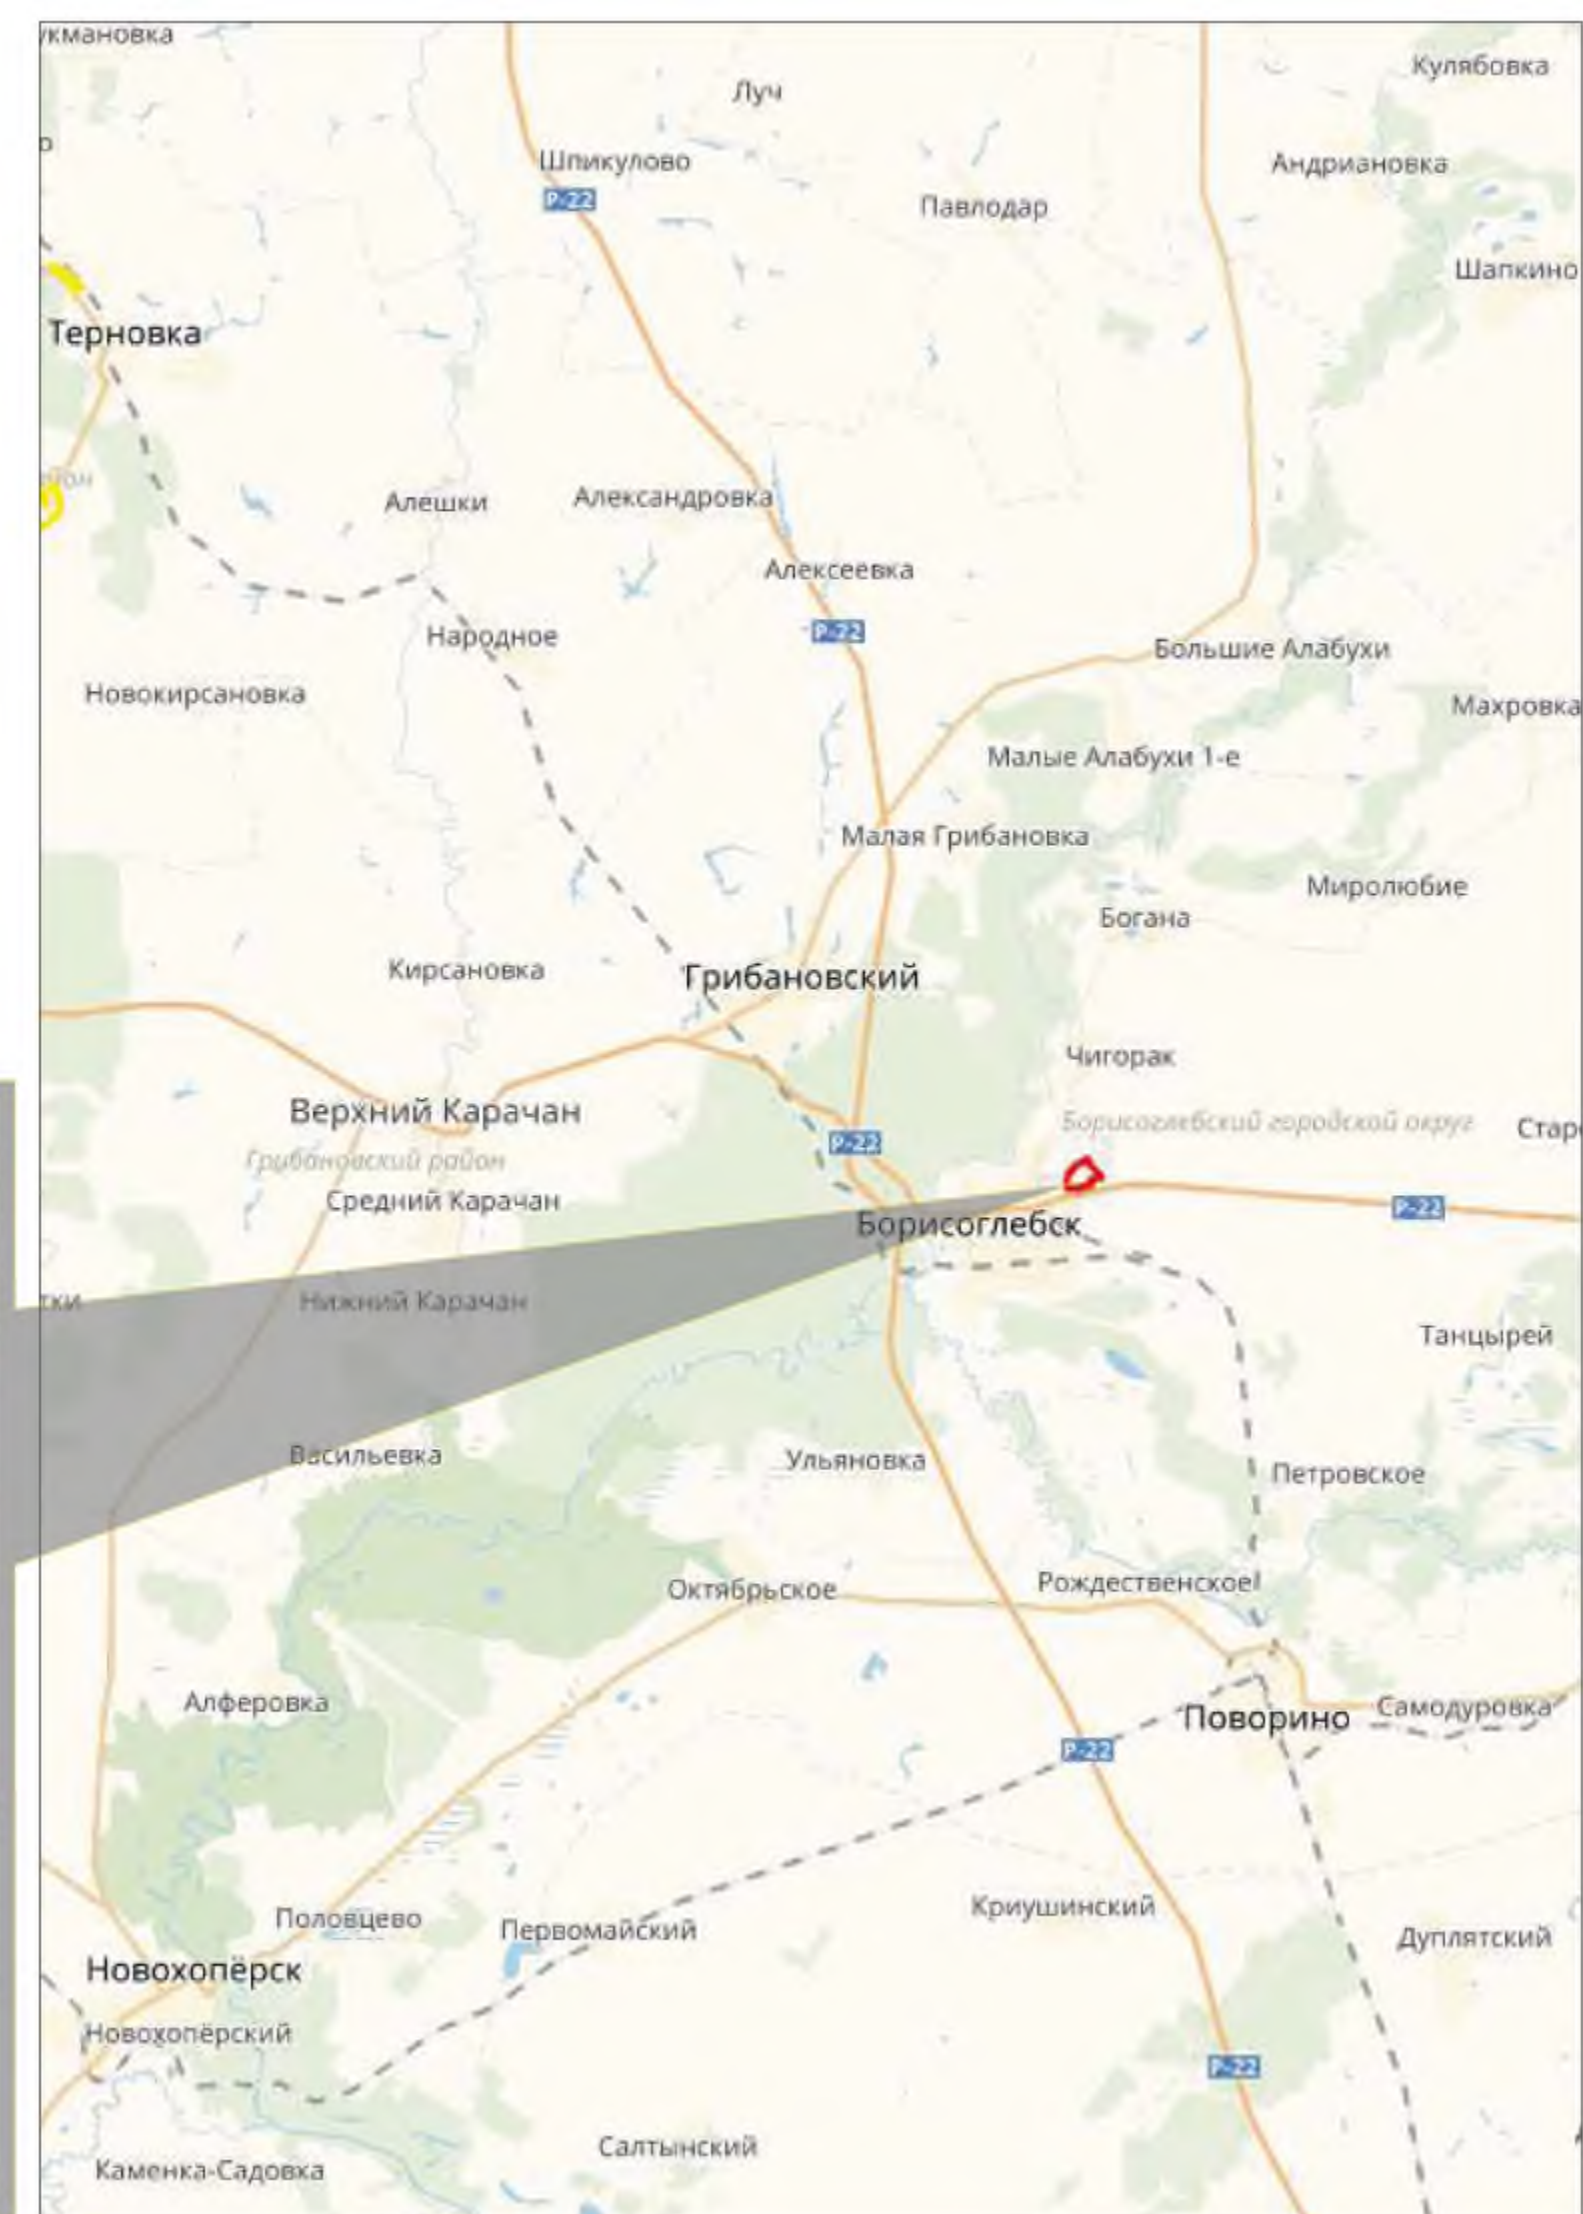 укмановка
Кулябовка
Луч
о
Шпикулово
Андриановка
Р-22
Павлодар
Шапкино
Терновка
Алешки
Александровка
Алексеевка
Р-22
Народное
Большие Алабухи
Новокирсановка
Махровка
Малые Алабухи 1-е
Малая Грибановка
Миролюбие
Богана
Кирсановка
Грибановский
Чигорак
Верхний Карачан
Борисоглебский городской округ
Стар
Р-22
Грибановский район
Средний Карачан
Р-22
Борисоглебск
тки
Нижний Карачан
Танцырей
Васильевка
Ульяновка
Петровское
Октябрьское
Рождественское
Алферовка
Самодуровка
Поворино
Р-22
Криушинский
Половцево
Первомайский
Дуплятский
Новохопёрск
Новохопёрский
Р-22
Салтынский
Каменка-Садовка